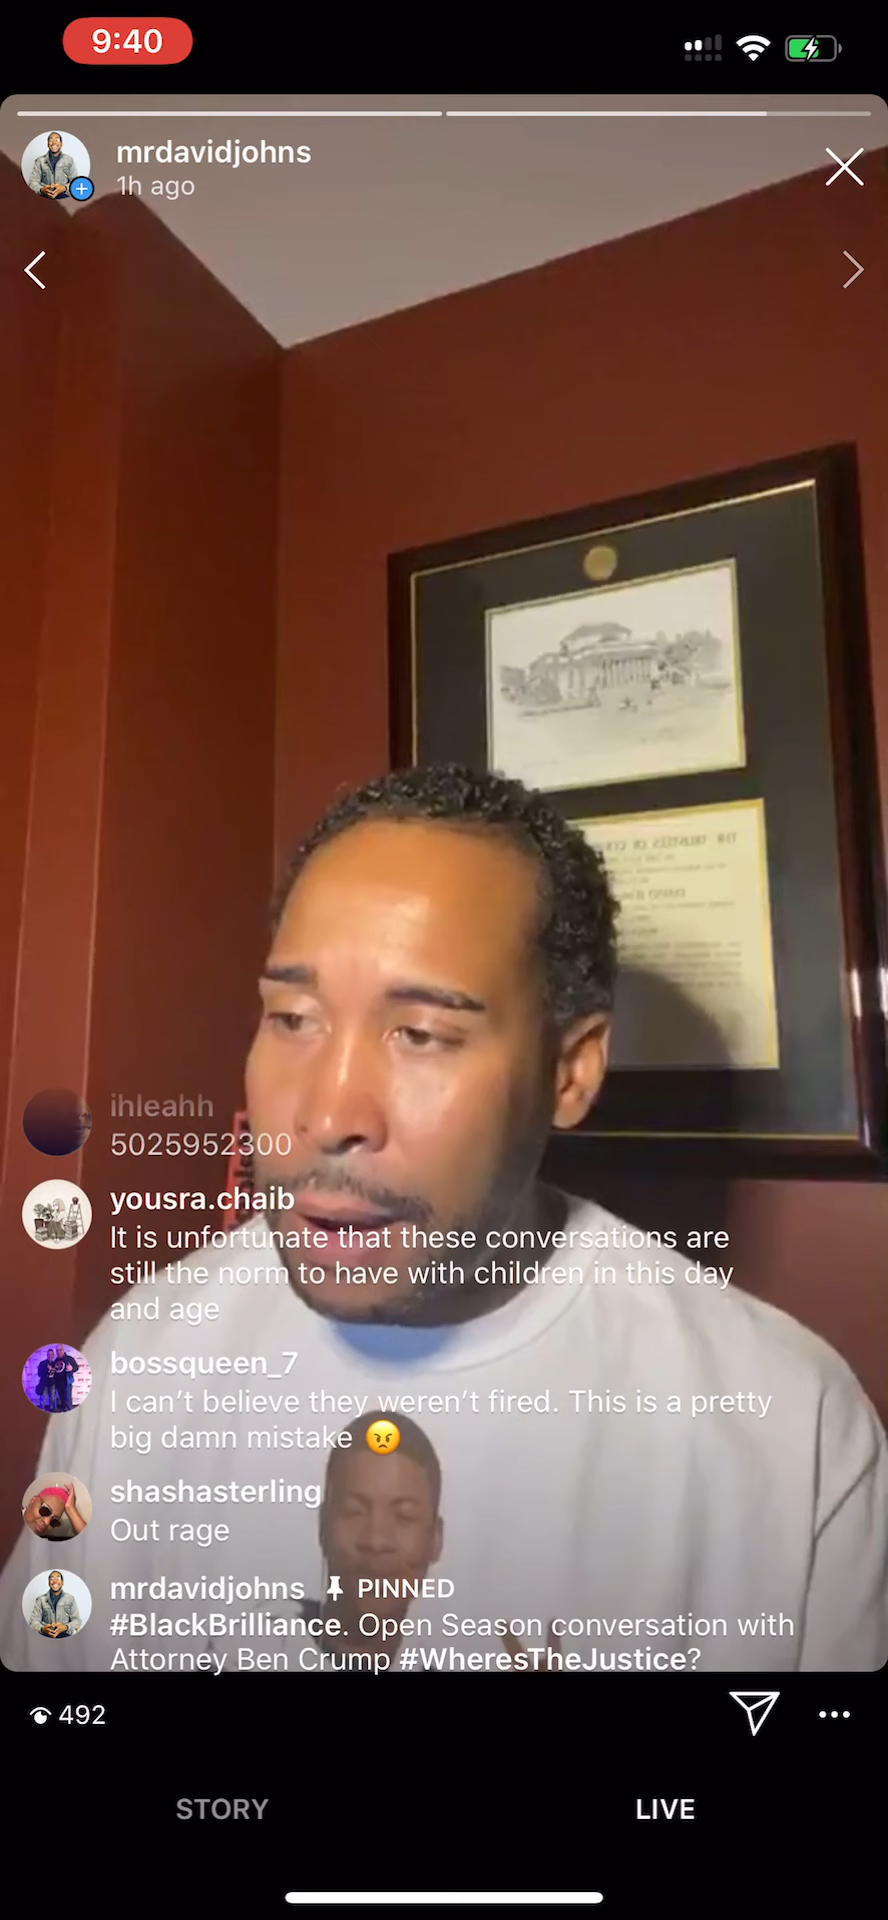 9:40
mrdavidjohns
1h ago
ihleahh
5025952300
yousra.chaib
It is unfortunate that these conversations are
still the norm to have with children in this day
and age
bossqueen_7
I can’t believe they weren’t fired. This is a pretty
big damn mistake 😠
shashasterling
Out rage
mrdavidjohns PINNED
#BlackBrilliance. Open Season conversation with
Attorney Ben Crump #WheresTheJustice?
492
STORY
LIVE